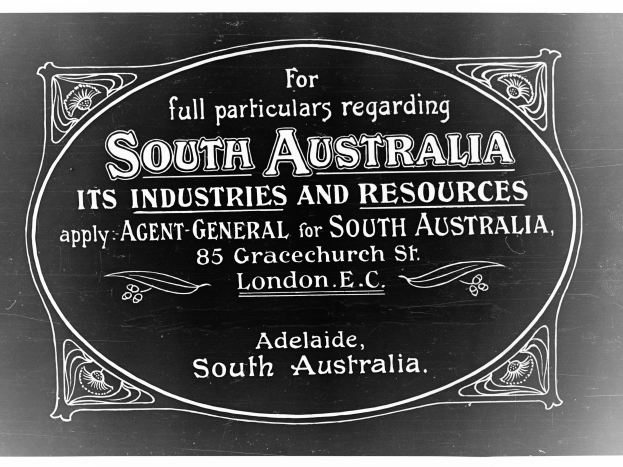 For
full particulars regarding
SOUTH AUSTRALIA
ITS INDUSTRIES AND RESOURCES
apply: AGENT-GENERAL for SOUTH AUSTRALIA,
85 Gracechurch St.
London.E.C.
Adelaide,
South Australia.